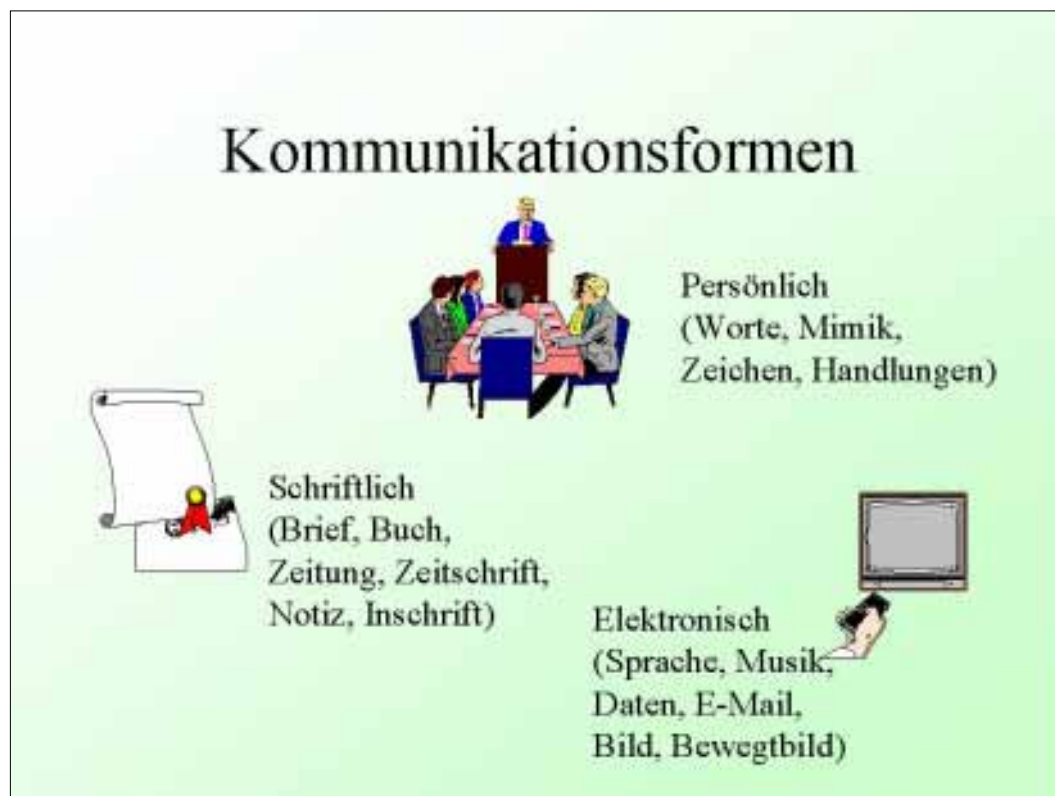 Kommunikationsformen
Persönlich
(Worte, Mimik,
Zeichen, Handlungen)
Schriftlich
(Brief, Buch,
Zeitung, Zeitschrift,
Notiz, Inschrift)
Elektronisch
(Sprache, Musik,
Daten, E-Mail,
Bild, Bewegtbild)